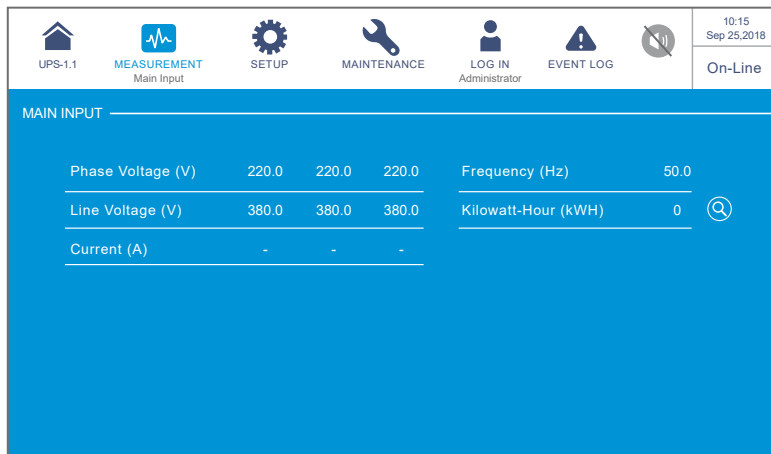 10:15
Sep 25,2018
UPS-1.1 MEASUREMENT SETUP MAINTENANCE LOG IN EVENT LOG
Main Input Administrator
On-Line
MAIN INPUT
Phase Voltage (V) 220.0 220.0 220.0 Frequency (Hz) 50.0
Line Voltage (V) 380.0 380.0 380.0 Kilowatt-Hour (kWH) 0
Current (A) - - -